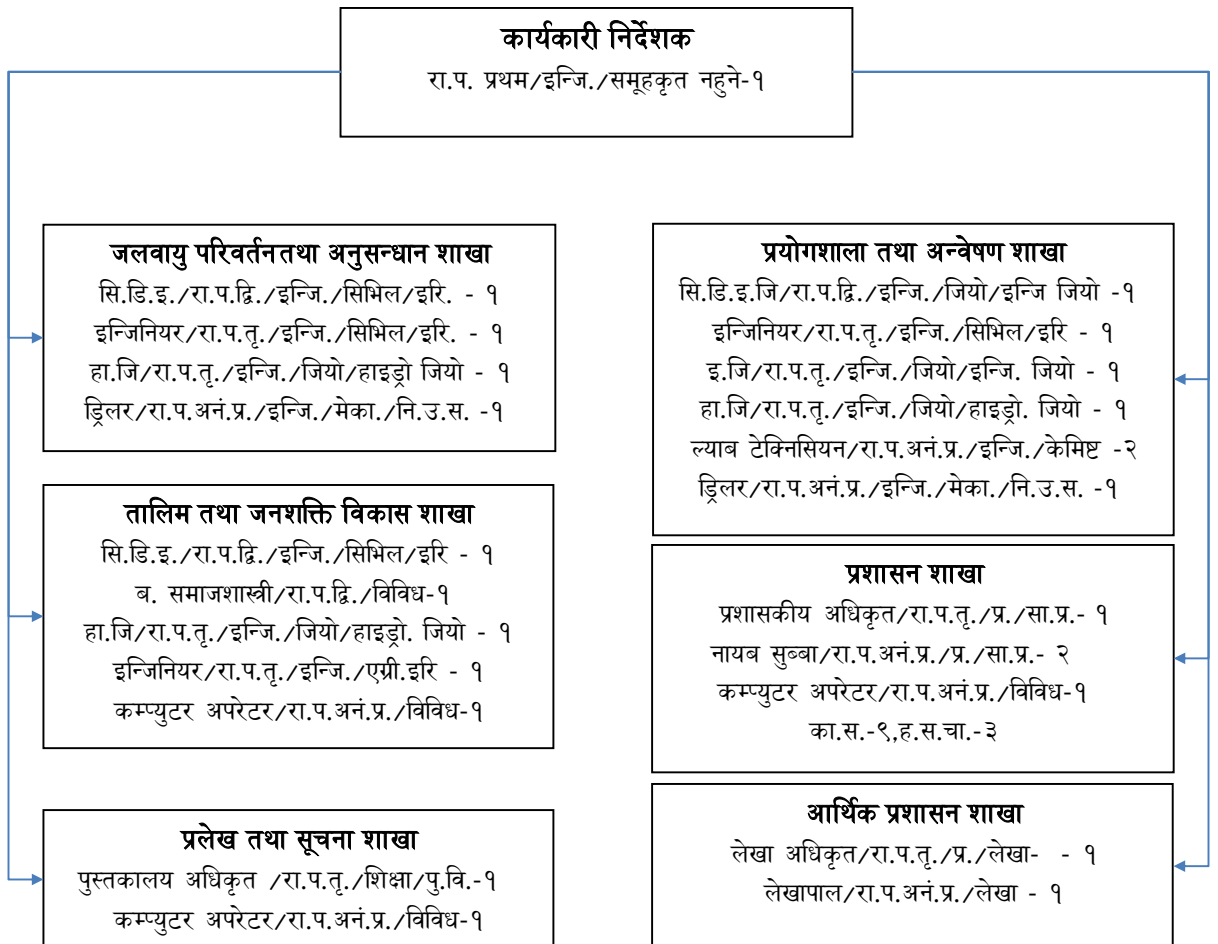 कार्यकारी निर्देशक
रा.प. प्रथम/इन्जि./समूहकृत नहुने-१
जलवायु परिवर्तनतथा अनुसन्धान शाखा
सि.डि.इ./रा.प.द्वि./इन्जि./सिभिल/इरि. - १
इन्जिनियर/रा.प.तृ./इन्जि./सिभिल/इरि. - १
हा.जि/रा.प.तृ./इन्जि./जियो/हाइड्रो जियो - १
ड्रिलर/रा.प.अनं.प्र./इन्जि./मेका./नि.उ.स. -१
तालिम तथा जनशक्ति विकास शाखा
सि.डि.इ./रा.प.द्वि./इन्जि./सिभिल/इरि - १
ब. समाजशास्त्री/रा.प.द्वि./विविध-१
हा.जि/रा.प.तृ./इन्जि./जियो/हाइड्रो. जियो - १
इन्जिनियर/रा.प.तृ./इन्जि./एग्री.इरि - १
कम्प्युटर अपरेटर/रा.प.अनं.प्र./विविध-१
प्रलेख तथा सूचना शाखा
पुस्तकालय अधिकृत /रा.प.तृ./शिक्षा/पु.वि.-१
कम्प्युटर अपरेटर/रा.प.अनं.प्र./विविध-१
प्रयोगशाला तथा अन्वेषण शाखा
सि.डि.इ.जि/रा.प.द्वि./इन्जि./जियो/इन्जि जियो -१
इन्जिनियर/रा.प.तृ./इन्जि./सिभिल/इरि - १
इ.जि/रा.प.तृ./इन्जि./जियो/इन्जि. जियो - १
हा.जि/रा.प.तृ./इन्जि./जियो/हाइड्रो. जियो - १
ल्याब टेक्निसियन/रा.प.अनं.प्र./इन्जि./केमिष्ट -२
ड्रिलर/रा.प.अनं.प्र./इन्जि./मेका./नि.उ.स. -१
प्रशासन शाखा
प्रशासकीय अधिकृत/रा.प.तृ./प्र./सा.प्र.- १
नायब सुब्बा/रा.प.अनं.प्र./प्र./सा.प्र.- २
कम्प्युटर अपरेटर/रा.प.अनं.प्र./विविध-१
का.स.-९,ह.स.चा.-३
आर्थिक प्रशासन शाखा
लेखा अधिकृत/रा.प.तृ./प्र./लेखा- - १
लेखापाल/रा.प.अनं.प्र./लेखा - १